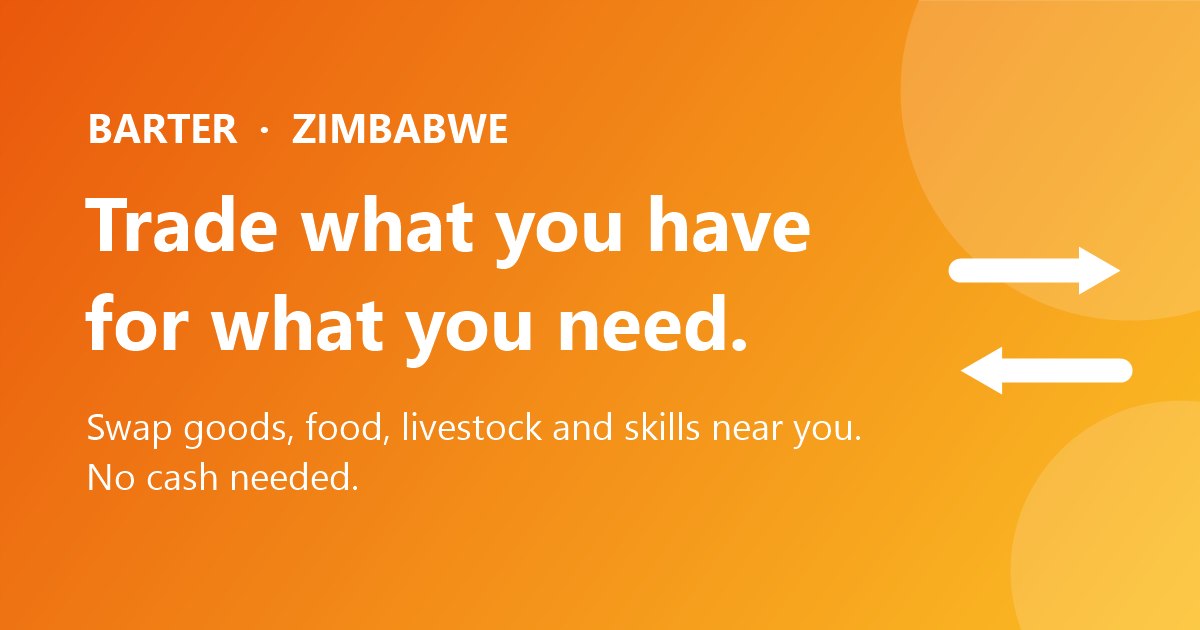 BARTER · ZIMBABWE
Trade what you have
for what you need.
Swap goods, food, livestock and skills near you.
No cash needed.